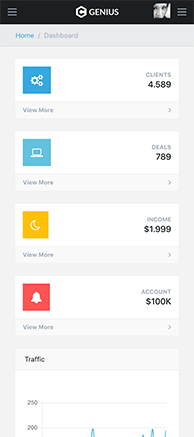 GENIUS
Home / Dashboard
CLIENTS
4.589
View More
DEALS
789
View More
INCOME
$1.999
View More
ACCOUNT
$100K
View More
Traffic
250
200